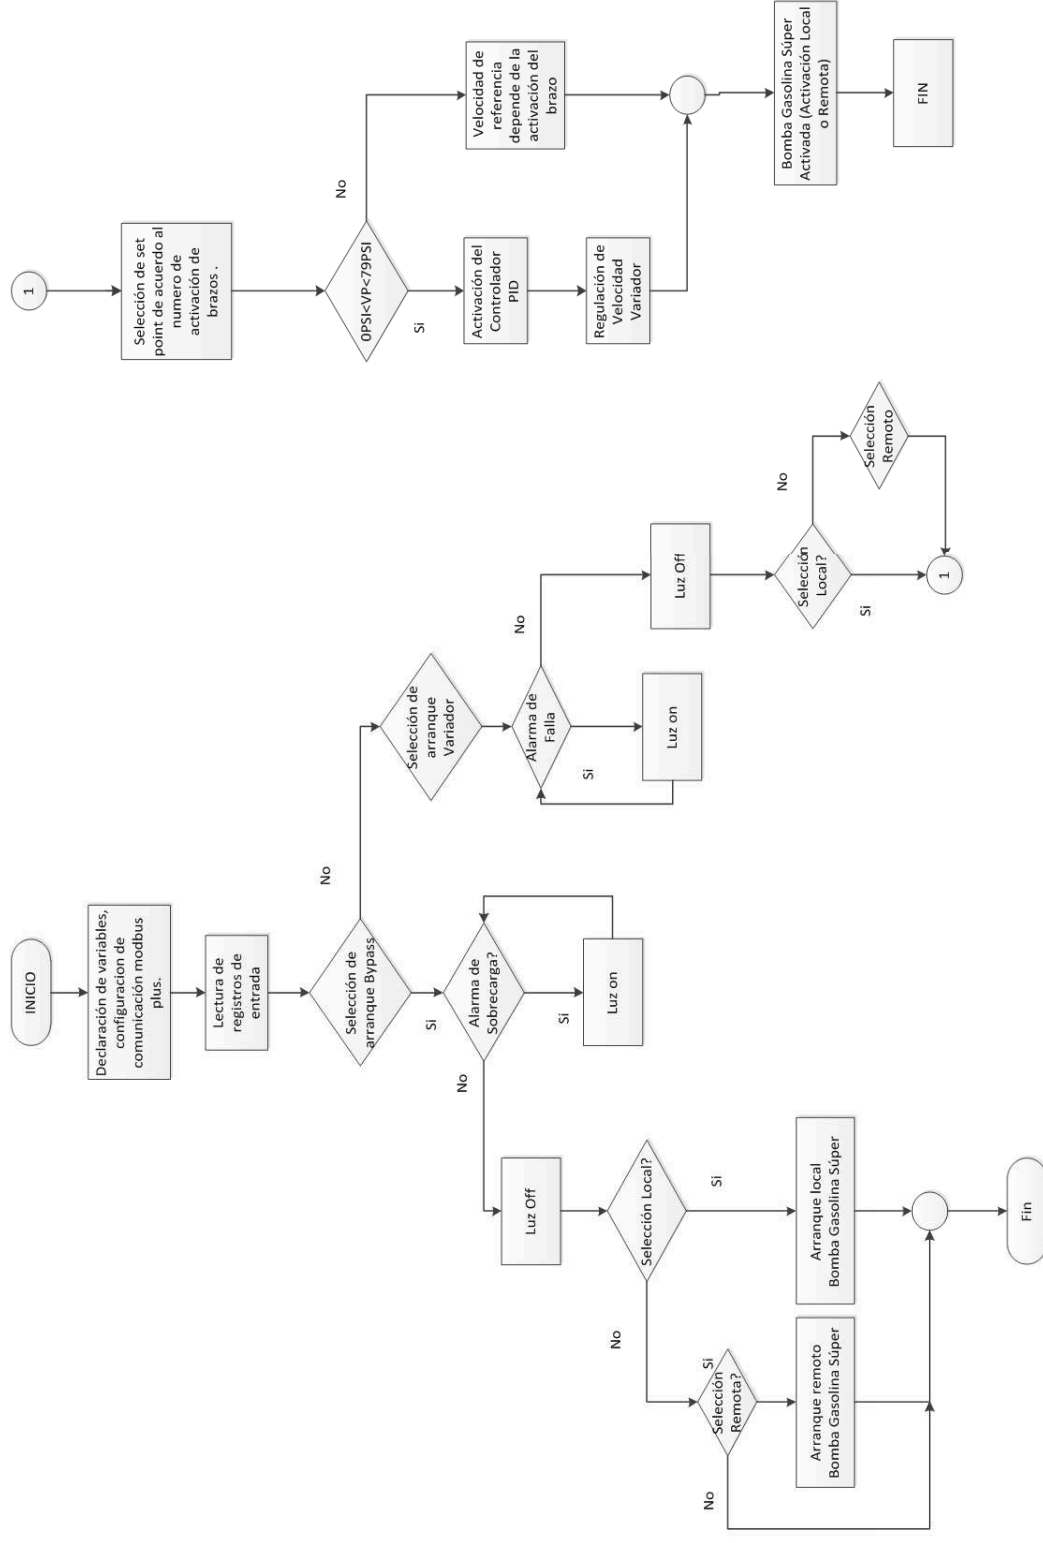 INICIO
Declaración de variables,
configuracion de
comunicación modbus
plus.
Lectura de
registros de
entrada
Selección de
arranque Bypass
No
Si
Alarma de
Sobrecarga?
No
Si
Luz on
Luz Off
Selección Local?
No
Si
Selección
Remota?
Si
No
Arranque remoto
Bomba Gasolina Súper
Arranque local
Bomba Gasolina Súper
Fin
Selección de
arranque
Variador
Alarma de
Falla
No
Si
Luz on
Luz Off
Selección
Local?
No
Si
Selección
Remoto
1
1
Selección de set
point de acuerdo al
numero de
activación de
brazos .
0PSI<VP<79PSI
No
Si
Activación del
Controlador
PID
Regulación de
Velocidad
Variador
Velocidad de
referencia
depende de la
activación del
brazo
Bomba Gasolina Súper
Activada (Activación Local
o Remota)
FIN